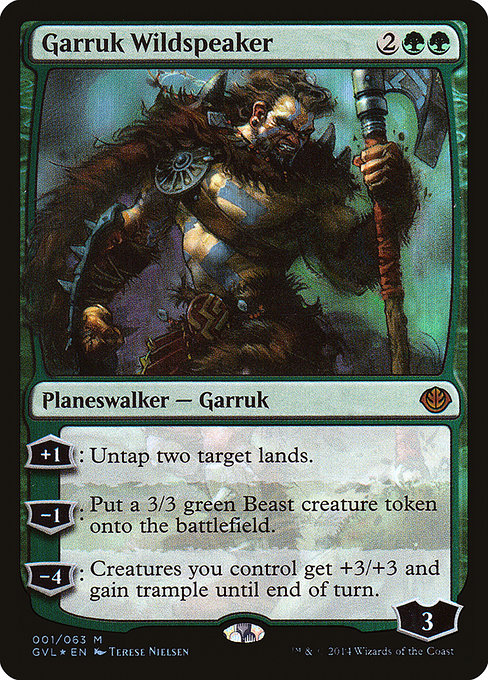 Garruk Wildspeaker 2
Planeswalker — Garruk
+1: Untap two target lands.
-1: Put a 3/3 green Beast creature token
onto the battlefield.
-4: Creatures you control get +3/+3 and
gain trample until end of turn.
3
001/063 M
GVL ★ EN Terese Nielsen
™ & © 2014 Wizards of the Coast